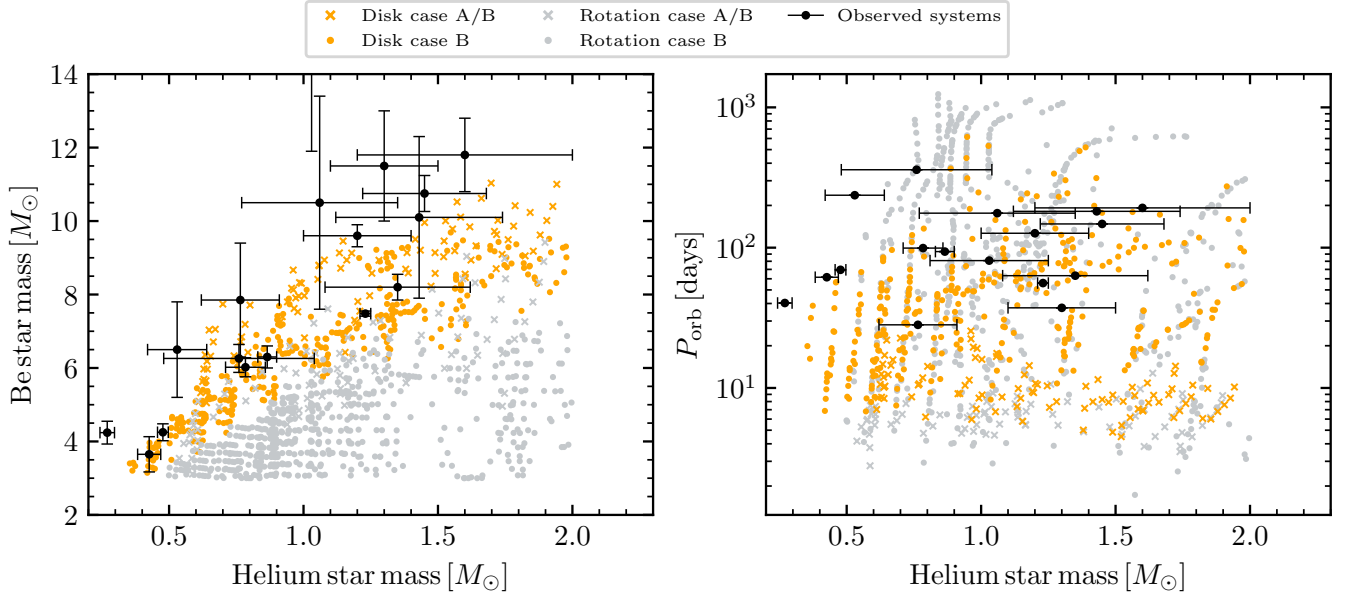 Disk case A/B Rotation case A/B Observed systems
Disk case B Rotation case B
14
12
10
8
6
4
2
0.5 1.0 1.5 2.0
Be star mass [M⊙]
Helium star mass [M⊙]
10³
10²
10¹
0.5 1.0 1.5 2.0
P_orb [days]
Helium star mass [M⊙]